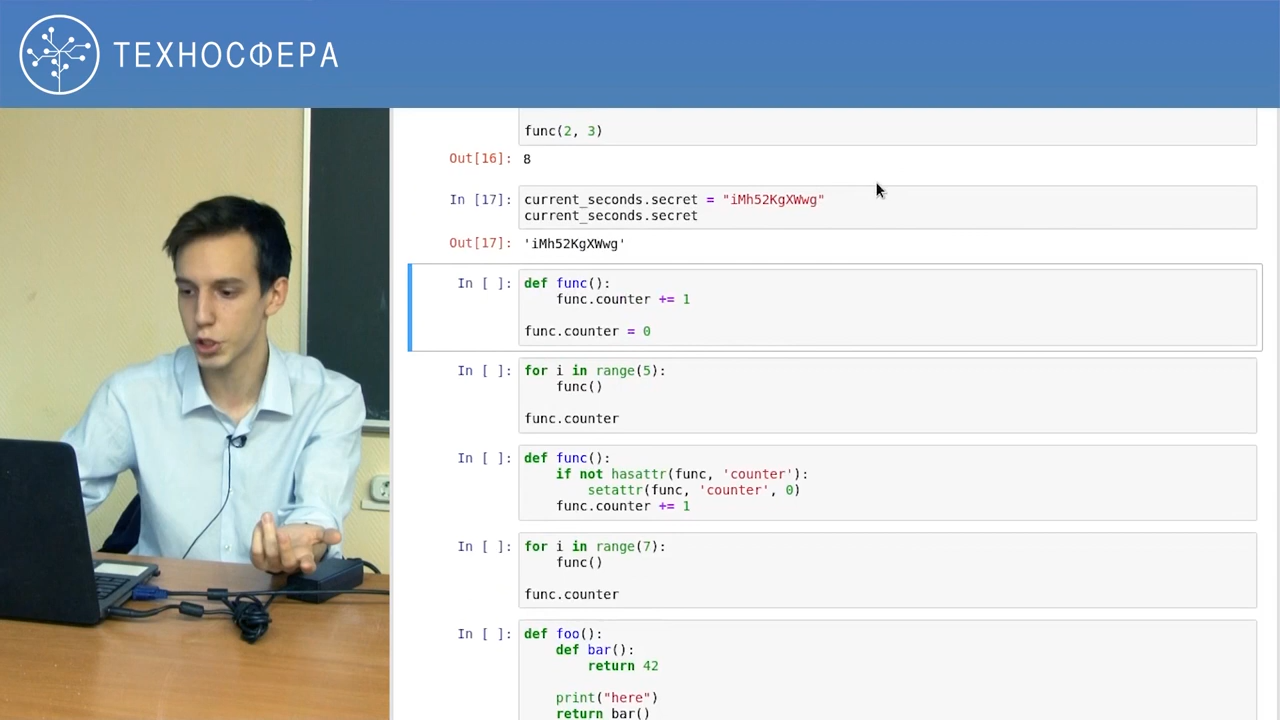 ТЕХНОСФЕРА
func(2, 3)
Out[16]: 8
In [17]: current_seconds.secret = "iMh52KgXWwg"
current_seconds.secret
Out[17]: 'iMh52KgXWwg'
In [ ]: def func():
func.counter += 1
func.counter = 0
In [ ]: for i in range(5):
func()
func.counter
In [ ]: def func():
if not hasattr(func, 'counter'):
setattr(func, 'counter', 0)
func.counter += 1
In [ ]: for i in range(7):
func()
func.counter
In [ ]: def foo():
def bar():
return 42
print("here")
return bar()